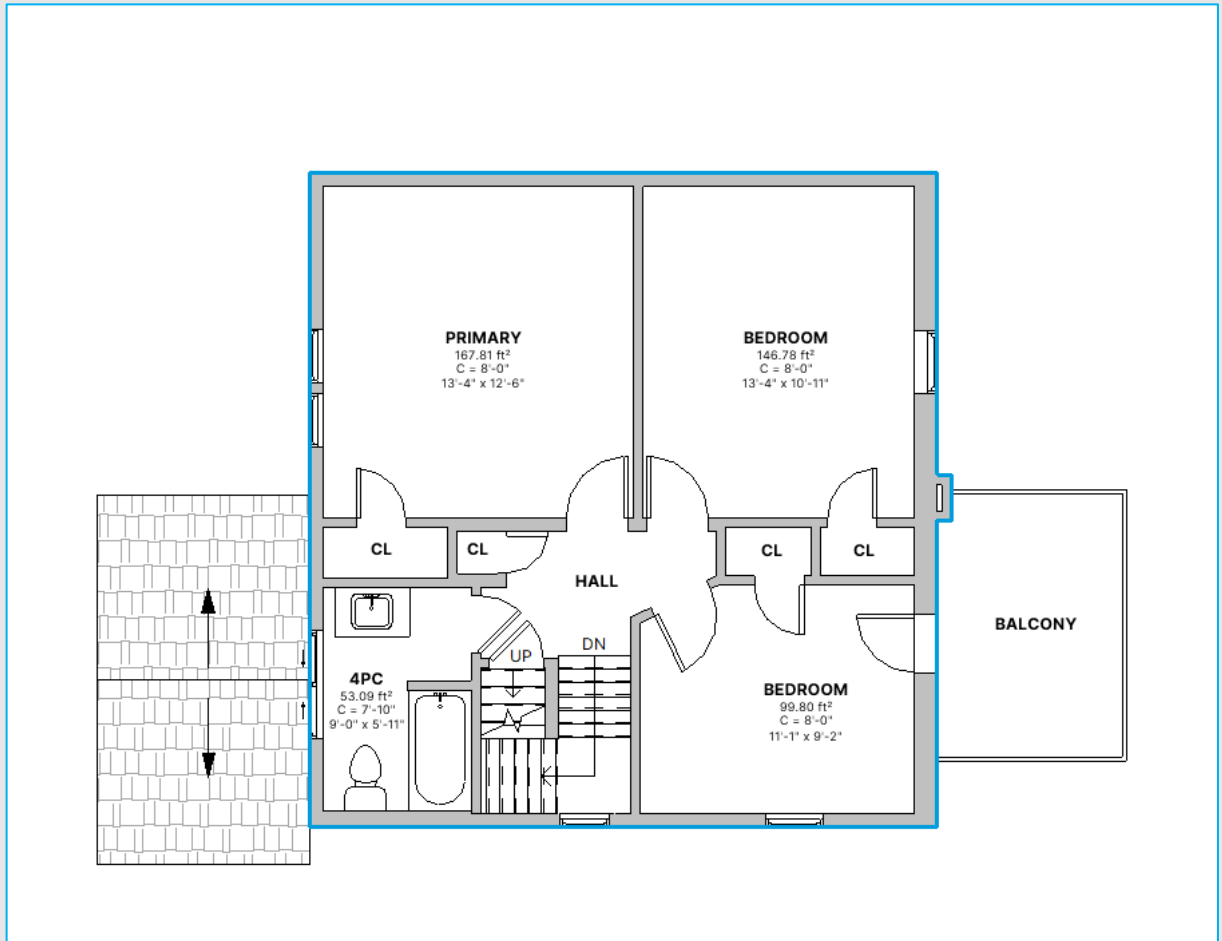 PRIMARY
167.81 ft²
C = 8'-0"
13'-4" x 12'-6"
BEDROOM
146.78 ft²
C = 8'-0"
13'-4" x 10'-11"
CL
CL
CL
CL
HALL
BALCONY
UP
DN
4PC
53.09 ft²
C = 7'-10"
9'-0" x 5'-11"
BEDROOM
99.80 ft²
C = 8'-0"
11'-1" x 9'-2"